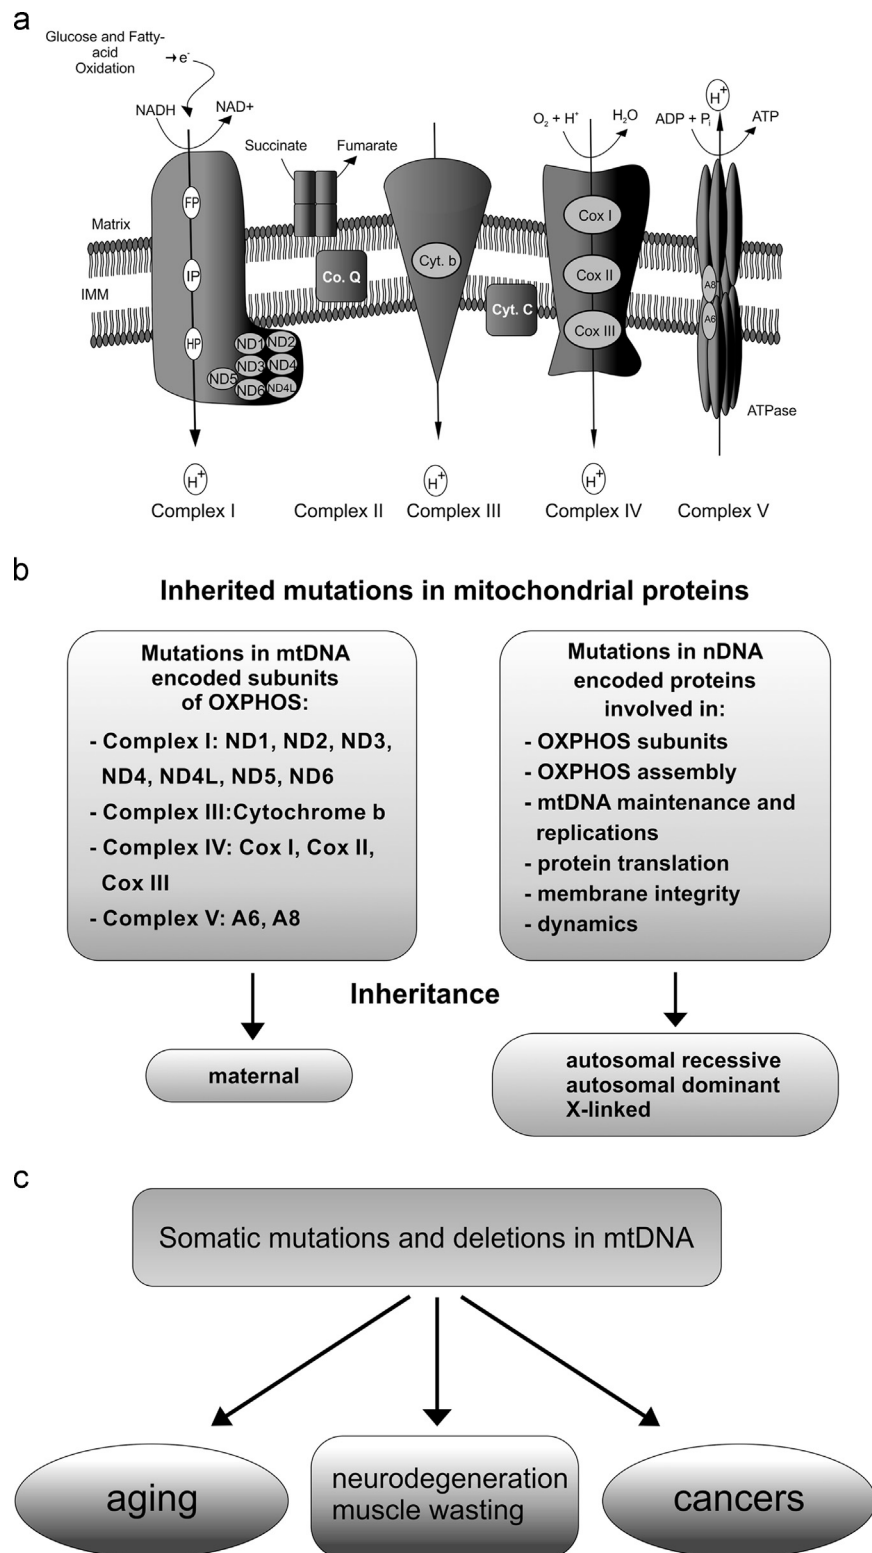 a
Glucose and Fatty-
acid
Oxidation
e⁻
NADH
NAD+
Succinate
Fumarate
O₂ + H⁺
H₂O
H⁺
ADP + Pᵢ
ATP
Matrix
IMM
FP
IP
HP
ND1
ND2
ND3
ND4
ND5
ND6
ND4L
Co. Q
Cyt. b
Cyt. C
Cox I
Cox II
Cox III
A8
A6
ATPase
H⁺
H⁺
H⁺
Complex I
Complex II
Complex III
Complex IV
Complex V
b
Inherited mutations in mitochondrial proteins
Mutations in mtDNA
encoded subunits
of OXPHOS:
- Complex I: ND1, ND2, ND3,
ND4, ND4L, ND5, ND6
- Complex III:Cytochrome b
- Complex IV: Cox I, Cox II,
Cox III
- Complex V: A6, A8
Mutations in nDNA
encoded proteins
involved in:
- OXPHOS subunits
- OXPHOS assembly
- mtDNA maintenance and
replications
- protein translation
- membrane integrity
- dynamics
Inheritance
maternal
autosomal recessive
autosomal dominant
X-linked
c
Somatic mutations and deletions in mtDNA
aging
neurodegeneration
muscle wasting
cancers